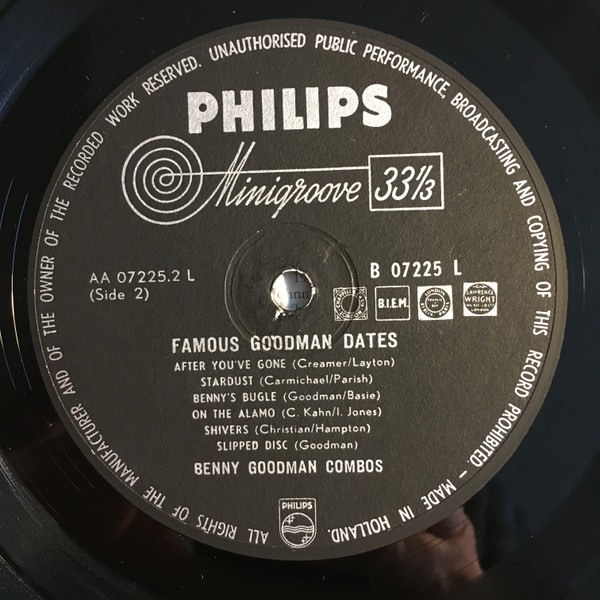 ALL RIGHTS OF THE MANUFACTURER AND OF THE OWNER OF THE RECORDED WORK RESERVED. UNAUTHORISED PUBLIC PERFORMANCE, BROADCASTING AND COPYING OF THIS RECORD PROHIBITED. – MADE IN HOLLAND.
PHILIPS
Minigroove 33⅓
AA 07225.2 L
(Side 2)
B 07225 L
B.I.E.M.
LAWRENCE
WRIGHT
LONDON
FAMOUS GOODMAN DATES
AFTER YOU'VE GONE (Creamer/Layton)
STARDUST (Carmichael/Parish)
BENNY'S BUGLE (Goodman/Basie)
ON THE ALAMO (C. Kahn/I. Jones)
SHIVERS (Christian/Hampton)
SLIPPED DISC (Goodman)
BENNY GOODMAN COMBOS
PHILIPS